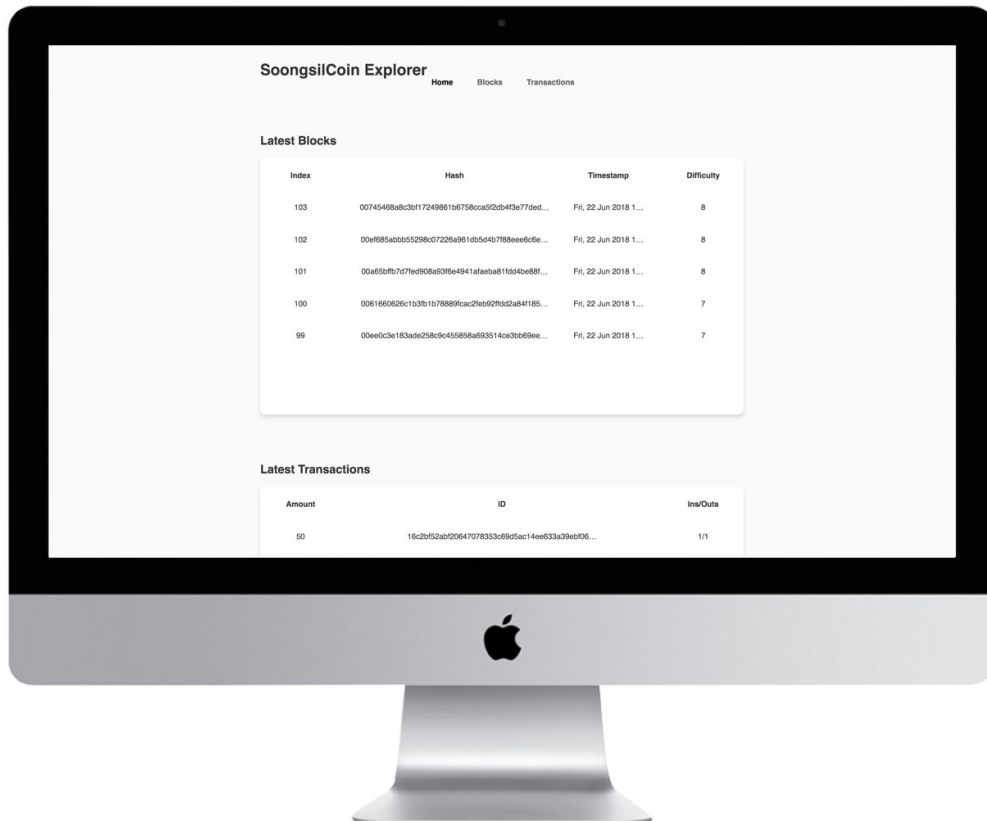 SoongsilCoin Explorer
Home Blocks Transactions
Latest Blocks
Index Hash Timestamp Difficulty
103 00745468a8c3bf17249861b6758cca5f2db4f3e77ded... Fri, 22 Jun 2018 1... 8
102 00ef685abbb55298c07226a961db5d4b7f88eee6c6e... Fri, 22 Jun 2018 1... 8
101 00a65bffb7d7fed908a93f6e4941afaeba81fdd4be88f... Fri, 22 Jun 2018 1... 8
100 0061660626c1b3fb1b78889fcac2feb92ffdd2a84f185... Fri, 22 Jun 2018 1... 7
99 00ee0c3e183ade258c9c455858a693514ce3bb69ee... Fri, 22 Jun 2018 1... 7
Latest Transactions
Amount ID Ins/Outs
50 16c2bf52abf20647078353c69d5ac14ee633a39ebf06... 1/1